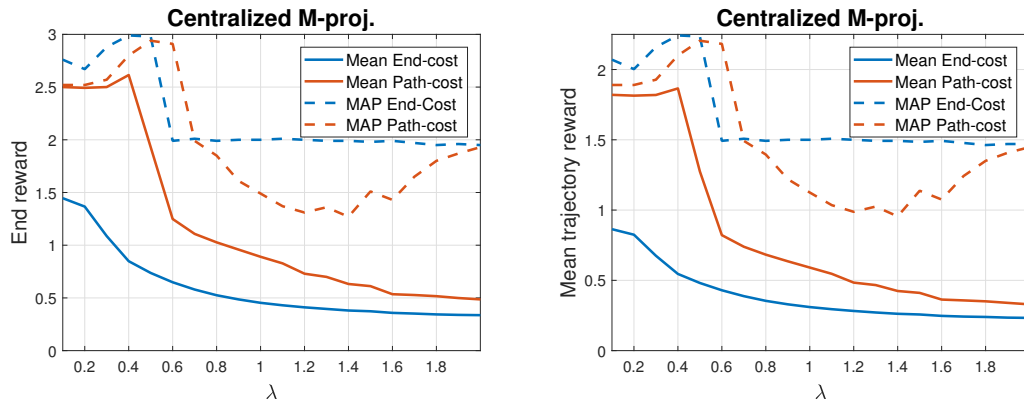 Centralized M-proj.
3
2.5
2
1.5
1
0.5
0
End reward
0.2 0.4 0.6 0.8 1 1.2 1.4 1.6 1.8
λ
Mean End-cost
Mean Path-cost
MAP End-Cost
MAP Path-cost
Centralized M-proj.
2
1.5
1
0.5
0
Mean trajectory reward
0.2 0.4 0.6 0.8 1 1.2 1.4 1.6 1.8
λ
Mean End-cost
Mean Path-cost
MAP End-Cost
MAP Path-cost